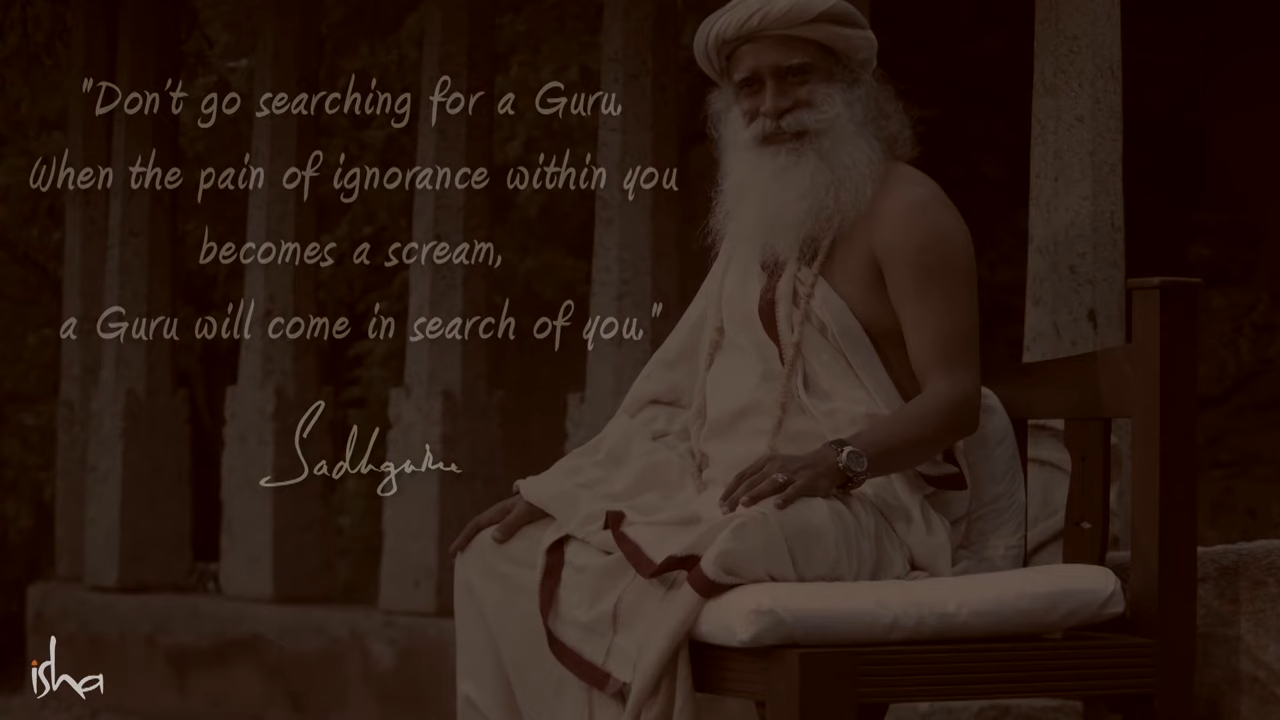 "Don't go searching for a Guru.
When the pain of ignorance within you
becomes a scream,
a Guru will come in search of you."
Sadhguru
isha